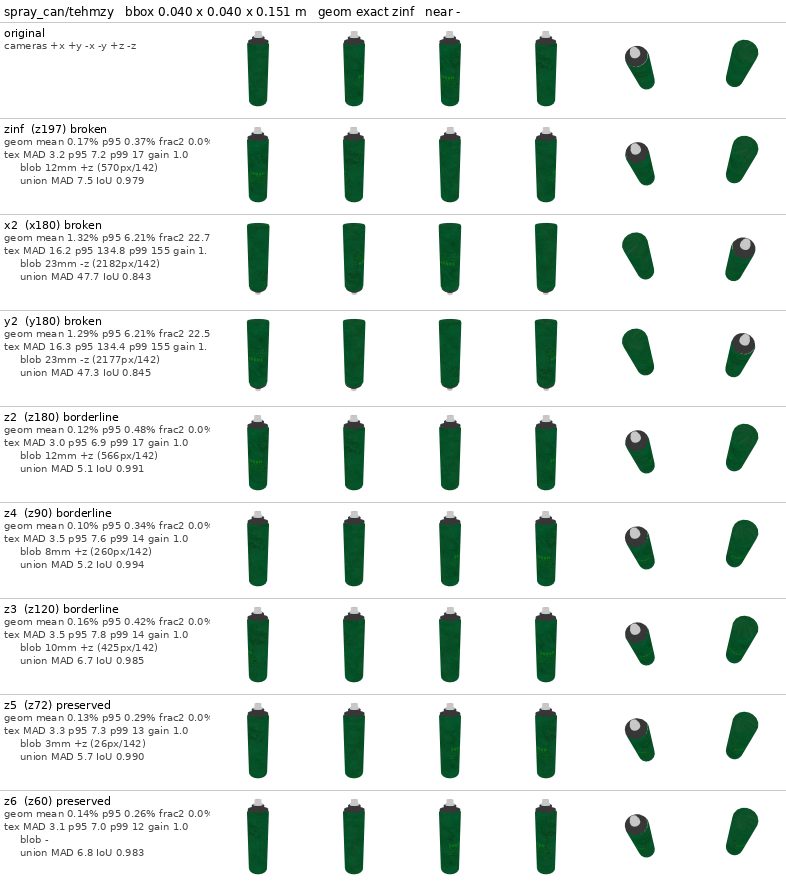 spray_can/tehmzy bbox 0.040 x 0.040 x 0.151 m geom exact zinf near -
original
cameras +x +y -x -y +z -z
zinf (z197) broken
geom mean 0.17% p95 0.37% frac2 0.0%
tex MAD 3.2 p95 7.2 p99 17 gain 1.0
blob 12mm +z (570px/142)
union MAD 7.5 IoU 0.979
x2 (x180) broken
geom mean 1.32% p95 6.21% frac2 22.7
tex MAD 16.2 p95 134.8 p99 155 gain 1.
blob 23mm -z (2182px/142)
union MAD 47.7 IoU 0.843
y2 (y180) broken
geom mean 1.29% p95 6.21% frac2 22.5
tex MAD 16.3 p95 134.4 p99 155 gain 1.
blob 23mm -z (2177px/142)
union MAD 47.3 IoU 0.845
z2 (z180) borderline
geom mean 0.12% p95 0.48% frac2 0.0%
tex MAD 3.0 p95 6.9 p99 17 gain 1.0
blob 12mm +z (566px/142)
union MAD 5.1 IoU 0.991
z4 (z90) borderline
geom mean 0.10% p95 0.34% frac2 0.0%
tex MAD 3.5 p95 7.6 p99 14 gain 1.0
blob 8mm +z (260px/142)
union MAD 5.2 IoU 0.994
z3 (z120) borderline
geom mean 0.16% p95 0.42% frac2 0.0%
tex MAD 3.5 p95 7.8 p99 14 gain 1.0
blob 10mm +z (425px/142)
union MAD 6.7 IoU 0.985
z5 (z72) preserved
geom mean 0.13% p95 0.29% frac2 0.0%
tex MAD 3.3 p95 7.3 p99 13 gain 1.0
blob 3mm +z (26px/142)
union MAD 5.7 IoU 0.990
z6 (z60) preserved
geom mean 0.14% p95 0.26% frac2 0.0%
tex MAD 3.1 p95 7.0 p99 12 gain 1.0
blob -
union MAD 6.8 IoU 0.983